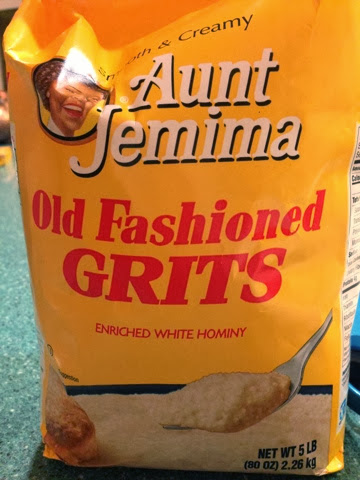 Smooth & Creamy
Aunt
Jemima
Old Fashioned
GRITS
ENRICHED WHITE HOMINY
NET WT 5 LB
(80 OZ) 2.26 kg